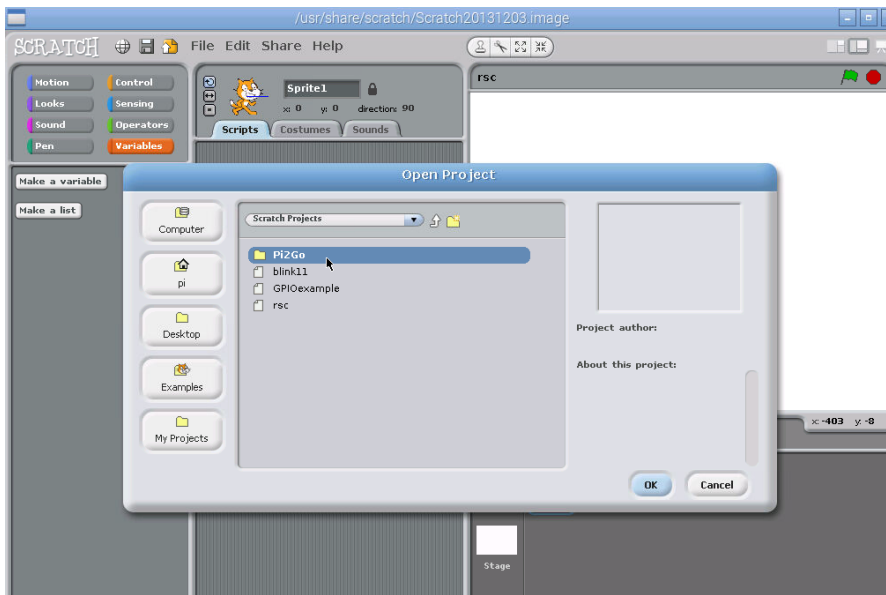 /usr/share/scratch/Scratch20131203.image
SCRATCH File Edit Share Help
Motion Control
Looks Sensing
Sound Operators
Pen Variables
Sprite1
x: 0 y: 0 direction: 90
Scripts Costumes Sounds
rsc
Make a variable
Make a list
Open Project
Computer
pi
Desktop
Examples
My Projects
Scratch Projects
Pi2Go
blink11
GPIOexample
rsc
Project author:
About this project:
OK Cancel
x: -403 y: -8
Stage